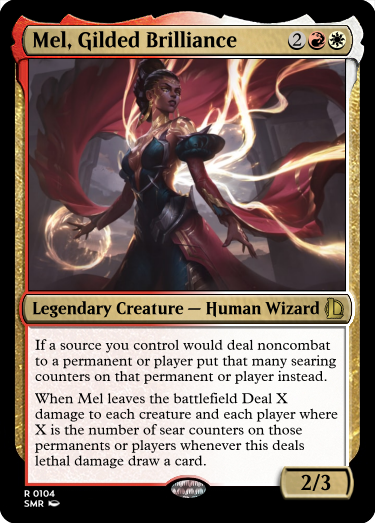 Mel, Gilded Brilliance 2
Legendary Creature — Human Wizard
If a source you control would deal noncombat
to a permanent or player put that many searing
counters on that permanent or player instead.
When Mel leaves the battlefield Deal X
damage to each creature and each player where
X is the number of sear counters on those
permanents or players whenever this deals
lethal damage draw a card.
2/3
R 0104
SMR